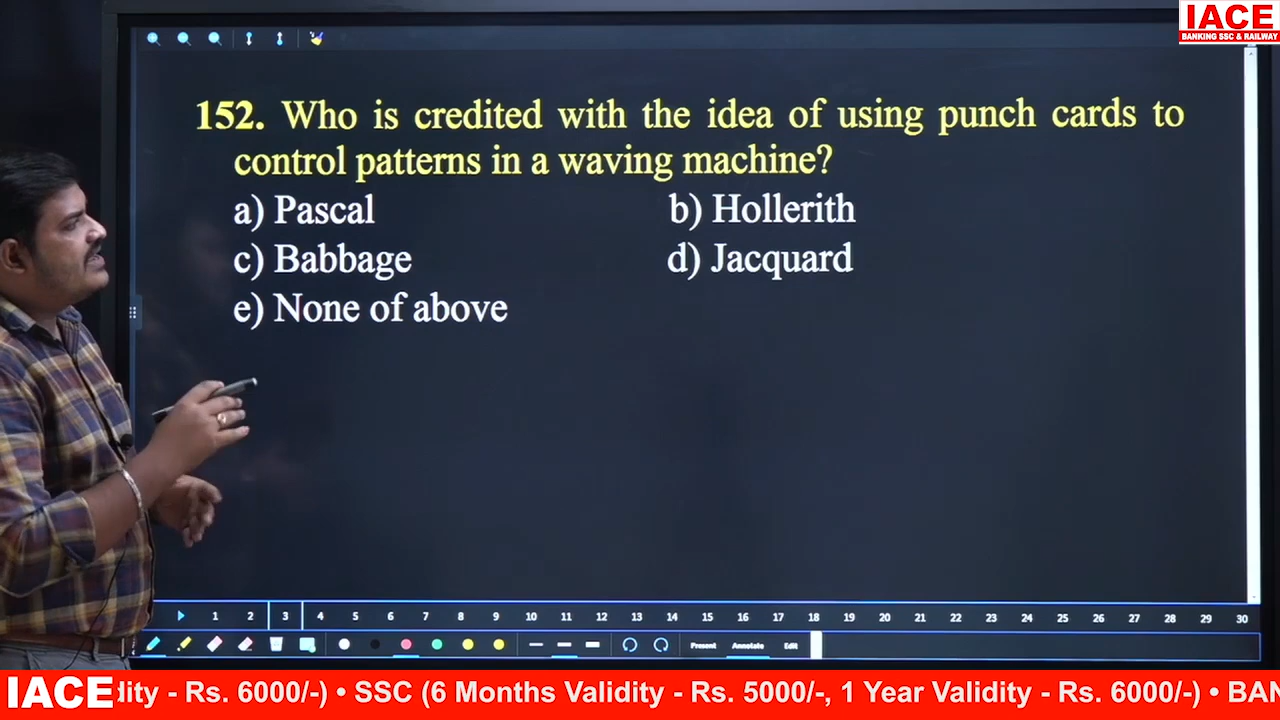 IACE
BANKING SSC & RAILWAY
152. Who is credited with the idea of using punch cards to
control patterns in a waving machine?
a) Pascal b) Hollerith
c) Babbage d) Jacquard
e) None of above
1 2 3 4 5 6 7 8 9 10 11 12 13 14 15 16 17 18 19 20 21 22 23 24 25 26 27 28 29 30
Present Annotate Edit
IACE dity - Rs. 6000/-) • SSC (6 Months Validity - Rs. 5000/-, 1 Year Validity - Rs. 6000/-) • BAN